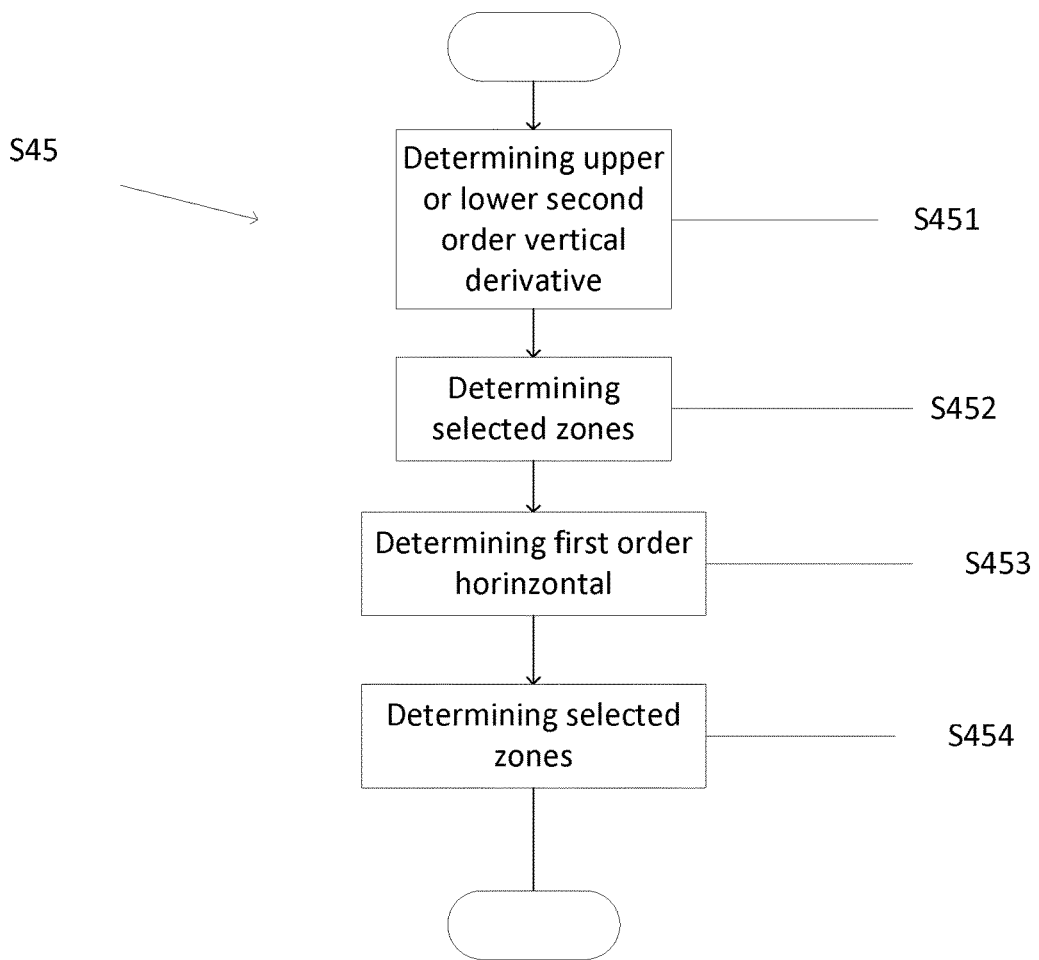 S45
Determining upper
or lower second
order vertical
derivative
S451
Determining
selected zones
S452
Determining first order
horinzontal
S453
Determining selected
zones
S454